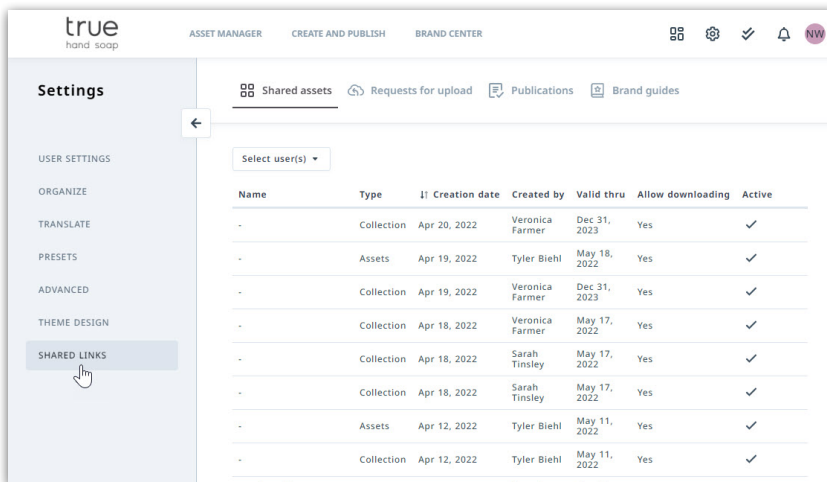 true
hand soap
ASSET MANAGER CREATE AND PUBLISH BRAND CENTER
NW
Settings
Shared assets Requests for upload Publications Brand guides
USER SETTINGS
ORGANIZE
TRANSLATE
PRESETS
ADVANCED
THEME DESIGN
SHARED LINKS
Select user(s)
Name Type Creation date Created by Valid thru Allow downloading Active
- Collection Apr 20, 2022 Veronica Farmer Dec 31, 2023 Yes
- Assets Apr 19, 2022 Tyler Biehl May 18, 2022 Yes
- Collection Apr 19, 2022 Veronica Farmer Dec 31, 2023 Yes
- Collection Apr 18, 2022 Veronica Farmer May 17, 2022 Yes
- Collection Apr 18, 2022 Sarah Tinsley May 17, 2022 Yes
- Collection Apr 18, 2022 Sarah Tinsley May 17, 2022 Yes
- Assets Apr 12, 2022 Tyler Biehl May 11, 2022 Yes
- Collection Apr 12, 2022 Tyler Biehl May 11, 2022 Yes